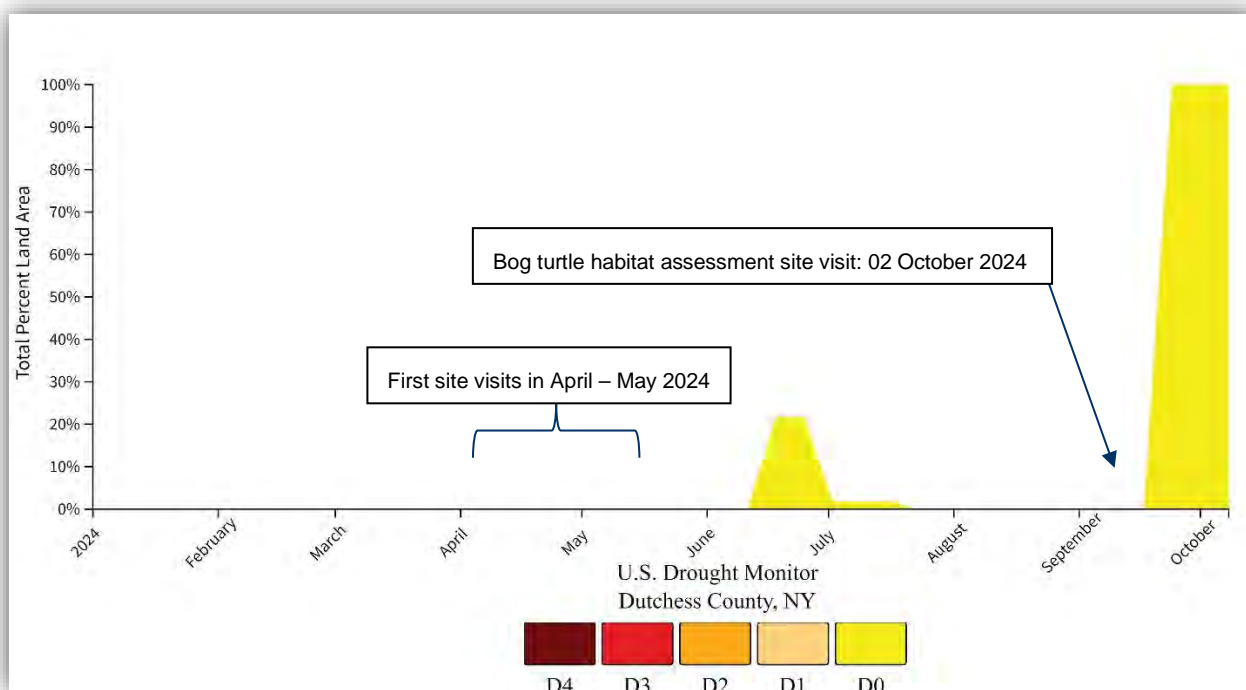 100%
90%
80%
70%
60%
50%
40%
30%
20%
10%
0%
Total Percent Land Area
Bog turtle habitat assessment site visit: 02 October 2024
First site visits in April – May 2024
2024
February
March
April
May
June
July
August
September
October
U.S. Drought Monitor
Dutchess County, NY
D4 D3 D2 D1 D0